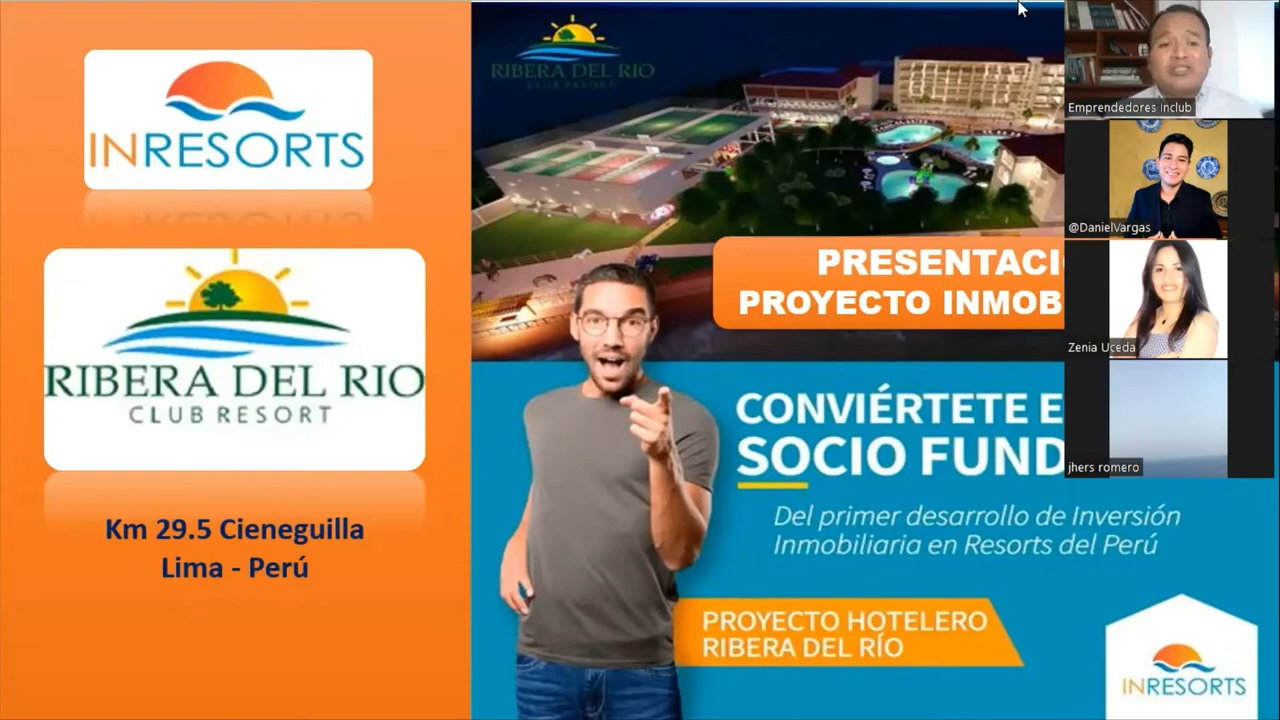 INRESORTS
RIBERA DEL RIO
CLUB RESORT
Km 29.5 Cieneguilla
Lima - Perú
RIBERA DEL RIO
CLUB RESORT
PRESENTACI
PROYECTO INMOB
CONVIÉRTETE E
SOCIO FUND
Del primer desarrollo de Inversión
Inmobiliaria en Resorts del Perú
PROYECTO HOTELERO
RIBERA DEL RÍO
INRESORTS
Emprendedores Inclub
@DanielVargas
Zenia Uceda
jhers romero